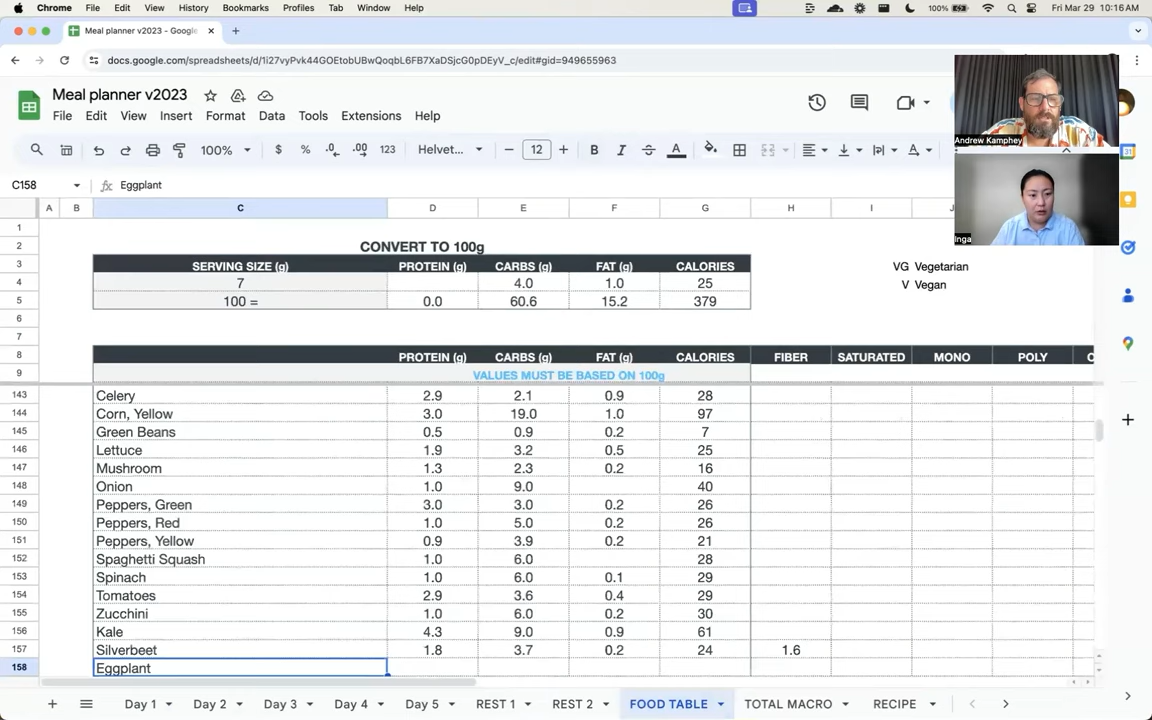 Chrome File Edit View History Bookmarks Profiles Tab Window Help 100% Fri Mar 29 10:16 AM
Meal planner v2023 - Google
docs.google.com/spreadsheets/d/1i27vyPvk44GOEtobUBwQoqbL6FB7XaDSjcG0pDEyV_c/edit#gid=949655963
Meal planner v2023
File Edit View Insert Format Data Tools Extensions Help
100% $ % .0 .00 123 Helvet... 12 B I S A
Andrew Kamphey
Inga
C158 fx Eggplant
A B C D E F G H I J
1
2 CONVERT TO 100g
3 SERVING SIZE (g) PROTEIN (g) CARBS (g) FAT (g) CALORIES VG Vegetarian
4 7 4.0 1.0 25 V Vegan
5 100 = 0.0 60.6 15.2 379
6
7
8 PROTEIN (g) CARBS (g) FAT (g) CALORIES FIBER SATURATED MONO POLY
9 VALUES MUST BE BASED ON 100g
143 Celery 2.9 2.1 0.9 28
144 Corn, Yellow 3.0 19.0 1.0 97
145 Green Beans 0.5 0.9 0.2 7
146 Lettuce 1.9 3.2 0.5 25
147 Mushroom 1.3 2.3 0.2 16
148 Onion 1.0 9.0 40
149 Peppers, Green 3.0 3.0 0.2 26
150 Peppers, Red 1.0 5.0 0.2 26
151 Peppers, Yellow 0.9 3.9 0.2 21
152 Spaghetti Squash 1.0 6.0 28
153 Spinach 1.0 6.0 0.1 29
154 Tomatoes 2.9 3.6 0.4 29
155 Zucchini 1.0 6.0 0.2 30
156 Kale 4.3 9.0 0.9 61
157 Silverbeet 1.8 3.7 0.2 24 1.6
158 Eggplant
Day 1 Day 2 Day 3 Day 4 Day 5 REST 1 REST 2 FOOD TABLE TOTAL MACRO RECIPE